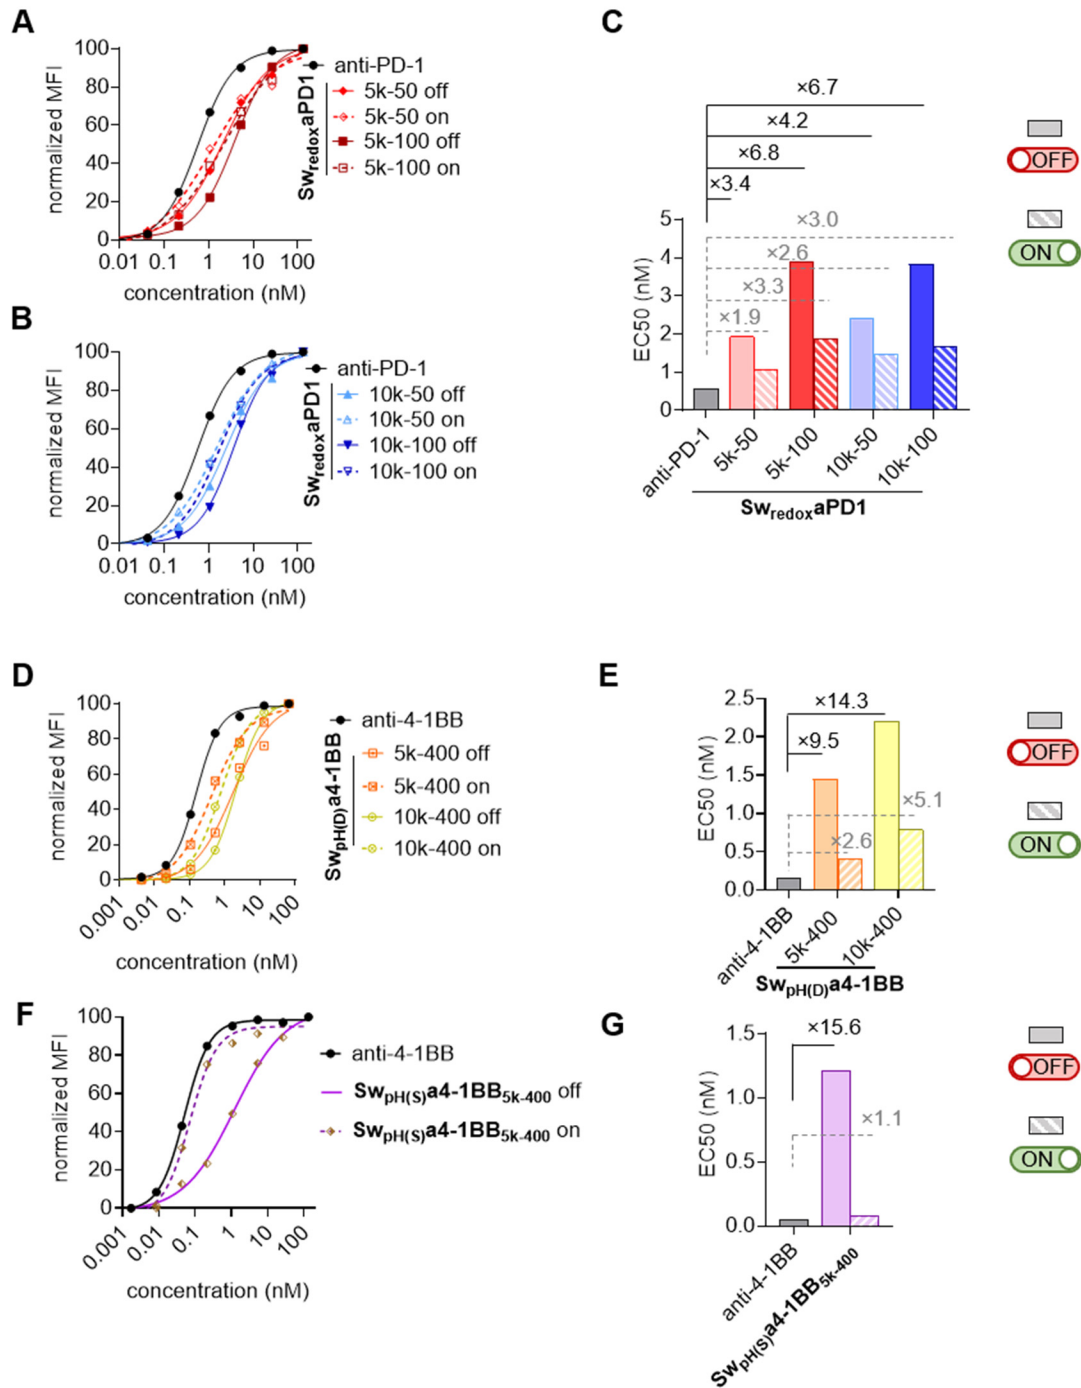 A
100
80
60
40
20
0
normalized MFI
0.01 0.1 1 10 100
concentration (nM)
anti-PD-1
SwredoxaPD1
5k-50 off
5k-50 on
5k-100 off
5k-100 on
B
100
80
60
40
20
0
normalized MFI
0.01 0.1 1 10 100
concentration (nM)
anti-PD-1
SwredoxaPD1
10k-50 off
10k-50 on
10k-100 off
10k-100 on
C
×6.7
×4.2
×6.8
×3.4
×3.0
×2.6
×3.3
×1.9
5
4
3
2
1
0
EC50 (nM)
anti-PD-1
5k-50
5k-100
10k-50
10k-100
SwredoxaPD1
OFF
ON
D
100
80
60
40
20
0
normalized MFI
0.001 0.01 0.1 1 10 100
concentration (nM)
anti-4-1BB
SwpH(D)a4-1BB
5k-400 off
5k-400 on
10k-400 off
10k-400 on
E
2.5
2.0
1.5
1.0
0.5
0.0
EC50 (nM)
×14.3
×9.5
×5.1
×2.6
anti-4-1BB
5k-400
10k-400
SwpH(D)a4-1BB
OFF
ON
F
100
80
60
40
20
0
normalized MFI
0.001 0.01 0.1 1 10 100
concentration (nM)
anti-4-1BB
SwpH(S)a4-1BB5k-400 off
SwpH(S)a4-1BB5k-400 on
G
1.5
1.0
0.5
0.0
EC50 (nM)
×15.6
×1.1
anti-4-1BB
SwpH(S)a4-1BB5k-400
OFF
ON